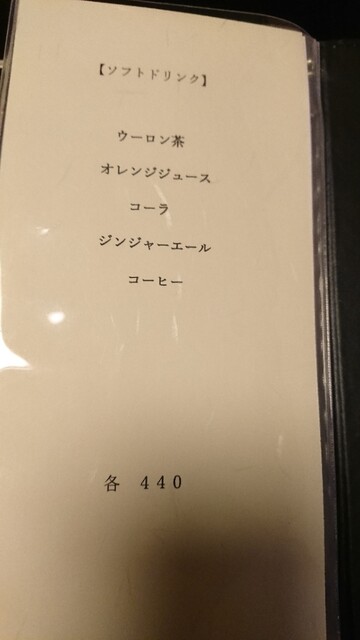 【ソフトドリンク】
ウーロン茶
オレンジジュース
コーラ
ジンジャーエール
コーヒー
各 440